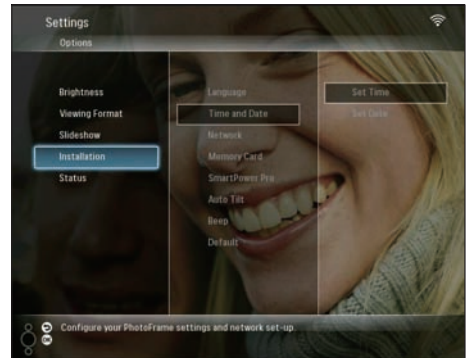 Settings
Options
Brightness
Viewing Format
Slideshow
Installation
Status
Language
Time and Date
Network
Memory Card
SmartPower Pro
Auto Tilt
Beep
Default
Set Time
Set Date
OK
Configure your PhotoFrame settings and network set-up.